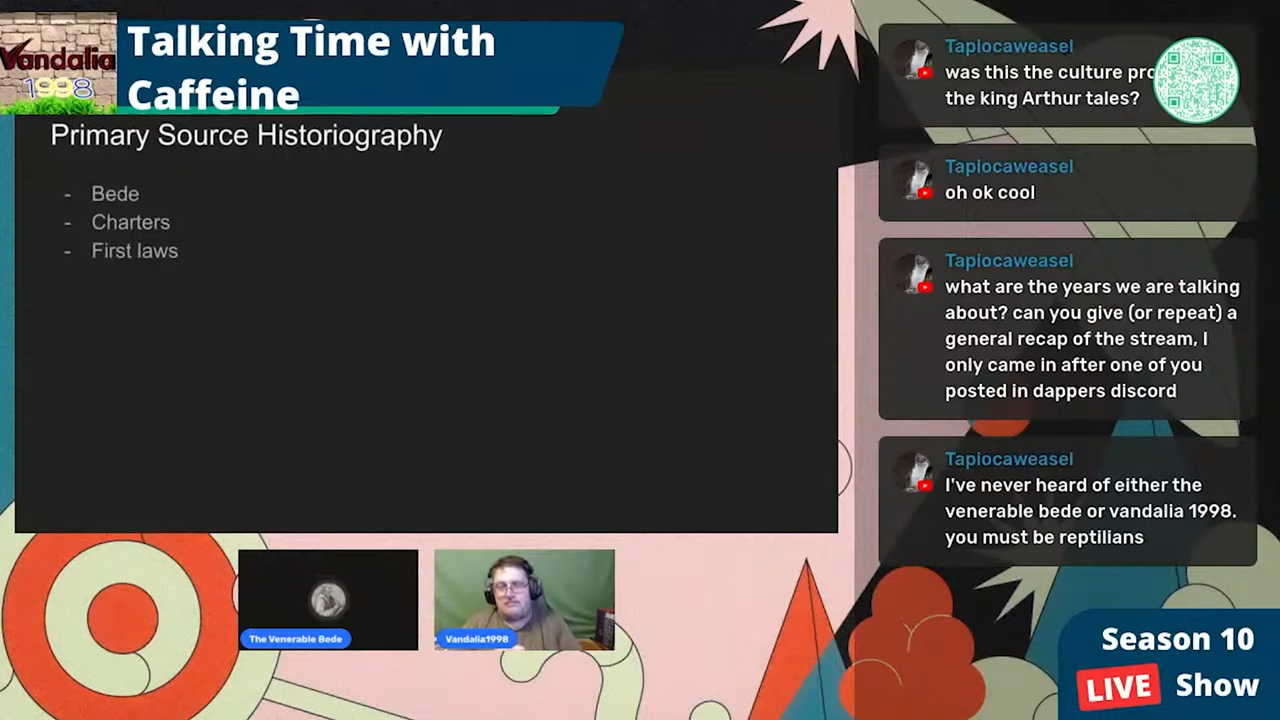 Vandalia
1998
Talking Time with
Caffeine
Primary Source Historiography
- Bede
- Charters
- First laws
The Venerable Bede
Vandalia1998
Tapiocaweasel
was this the culture pro
the king Arthur tales?
Tapiocaweasel
oh ok cool
Tapiocaweasel
what are the years we are talking
about? can you give (or repeat) a
general recap of the stream, I
only came in after one of you
posted in dappers discord
Tapiocaweasel
I've never heard of either the
venerable bede or vandalia 1998.
you must be reptilians
Season 10
LIVE Show